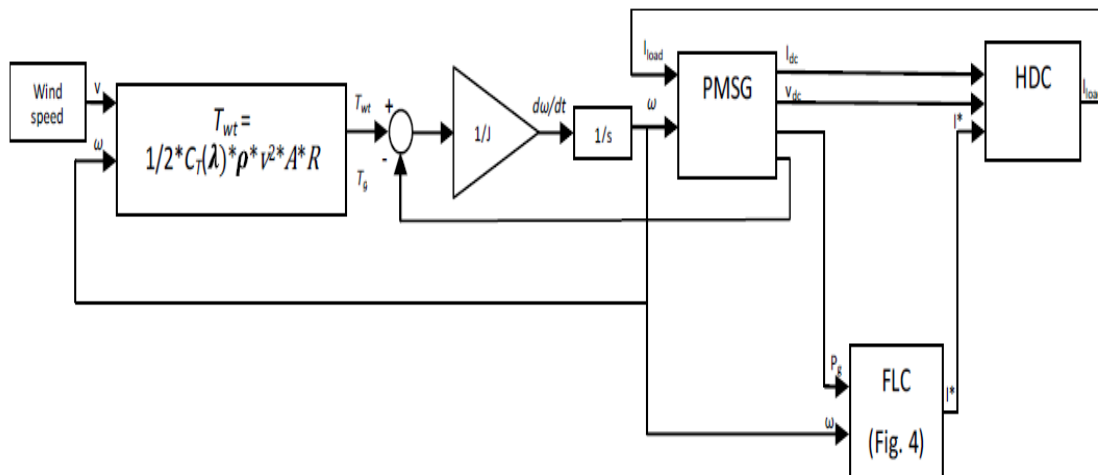 Wind
speed
v
ω
T_wt =
1/2*C_T(λ)*ρ*v²*A*R
T_wt
+
-
T_g
1/J
dω/dt
1/s
ω
I_load
PMSG
I_dc
v_dc
I*
HDC
I_load
P_g
ω
FLC
(Fig. 4)
I*